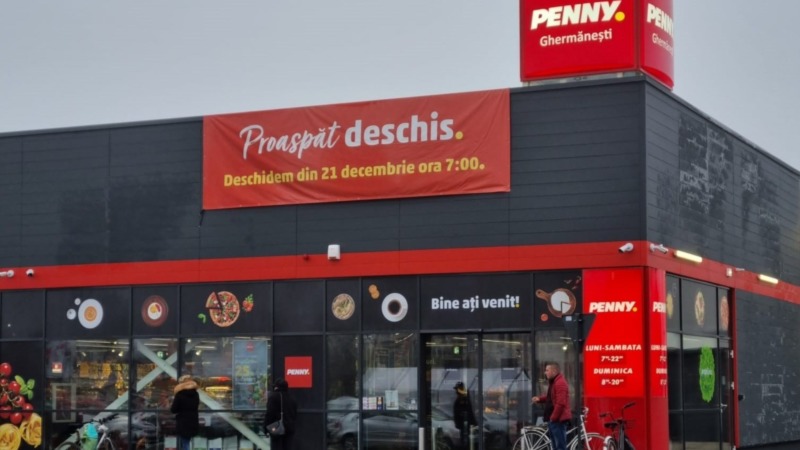 PENNY.
Ghermănești
PENNY.
Proaspăt deschis.
Deschidem din 21 decembrie ora 7:00.
Bine ați venit!
PENNY.
LUNI-SAMBATA
7⁰⁰-22⁰⁰
DUMINICA
8⁰⁰-20⁰⁰
PENNY.